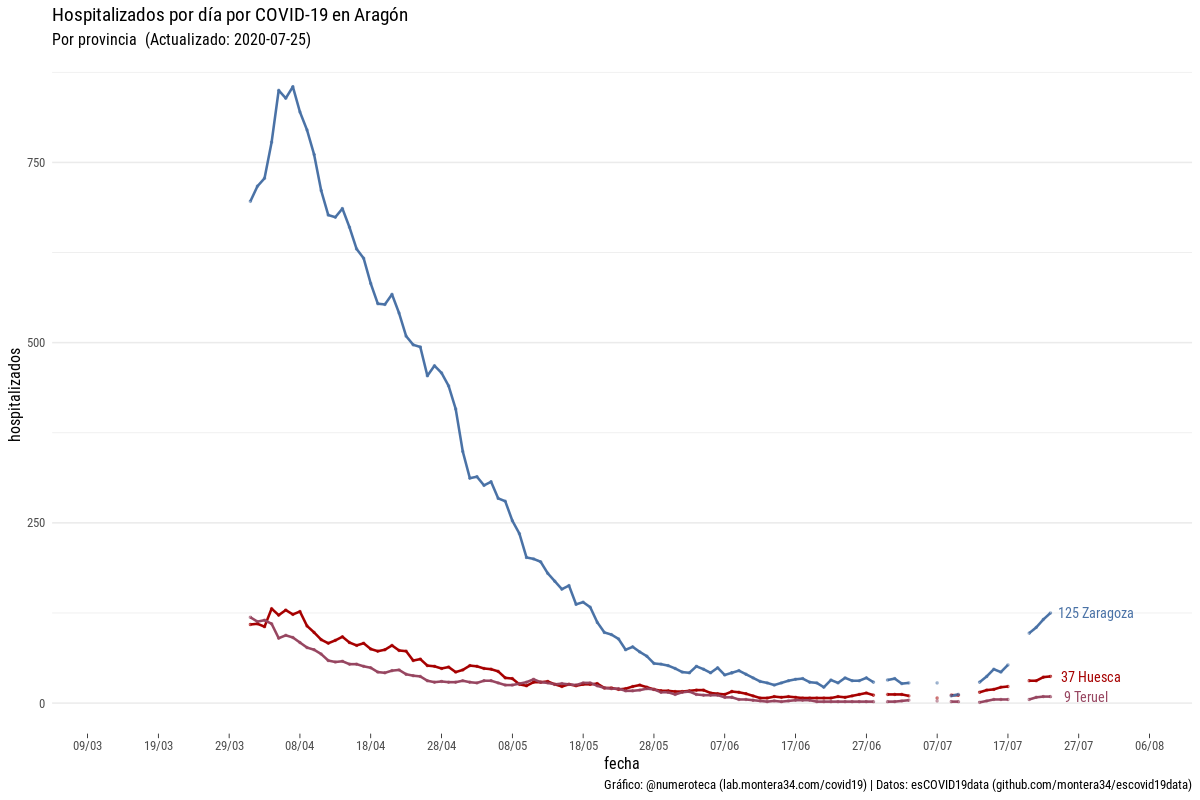 Hospitalizados por día por COVID-19 en Aragón
Por provincia  (Actualizado: 2020-07-25)
hospitalizados
750
500
250
0
125 Zaragoza
37 Huesca
9 Teruel
09/03 19/03 29/03 08/04 18/04 28/04 08/05 18/05 28/05 07/06 17/06 27/06 07/07 17/07 27/07 06/08
fecha
Gráfico: @numeroteca (lab.montera34.com/covid19) | Datos: esCOVID19data (github.com/montera34/escovid19data)